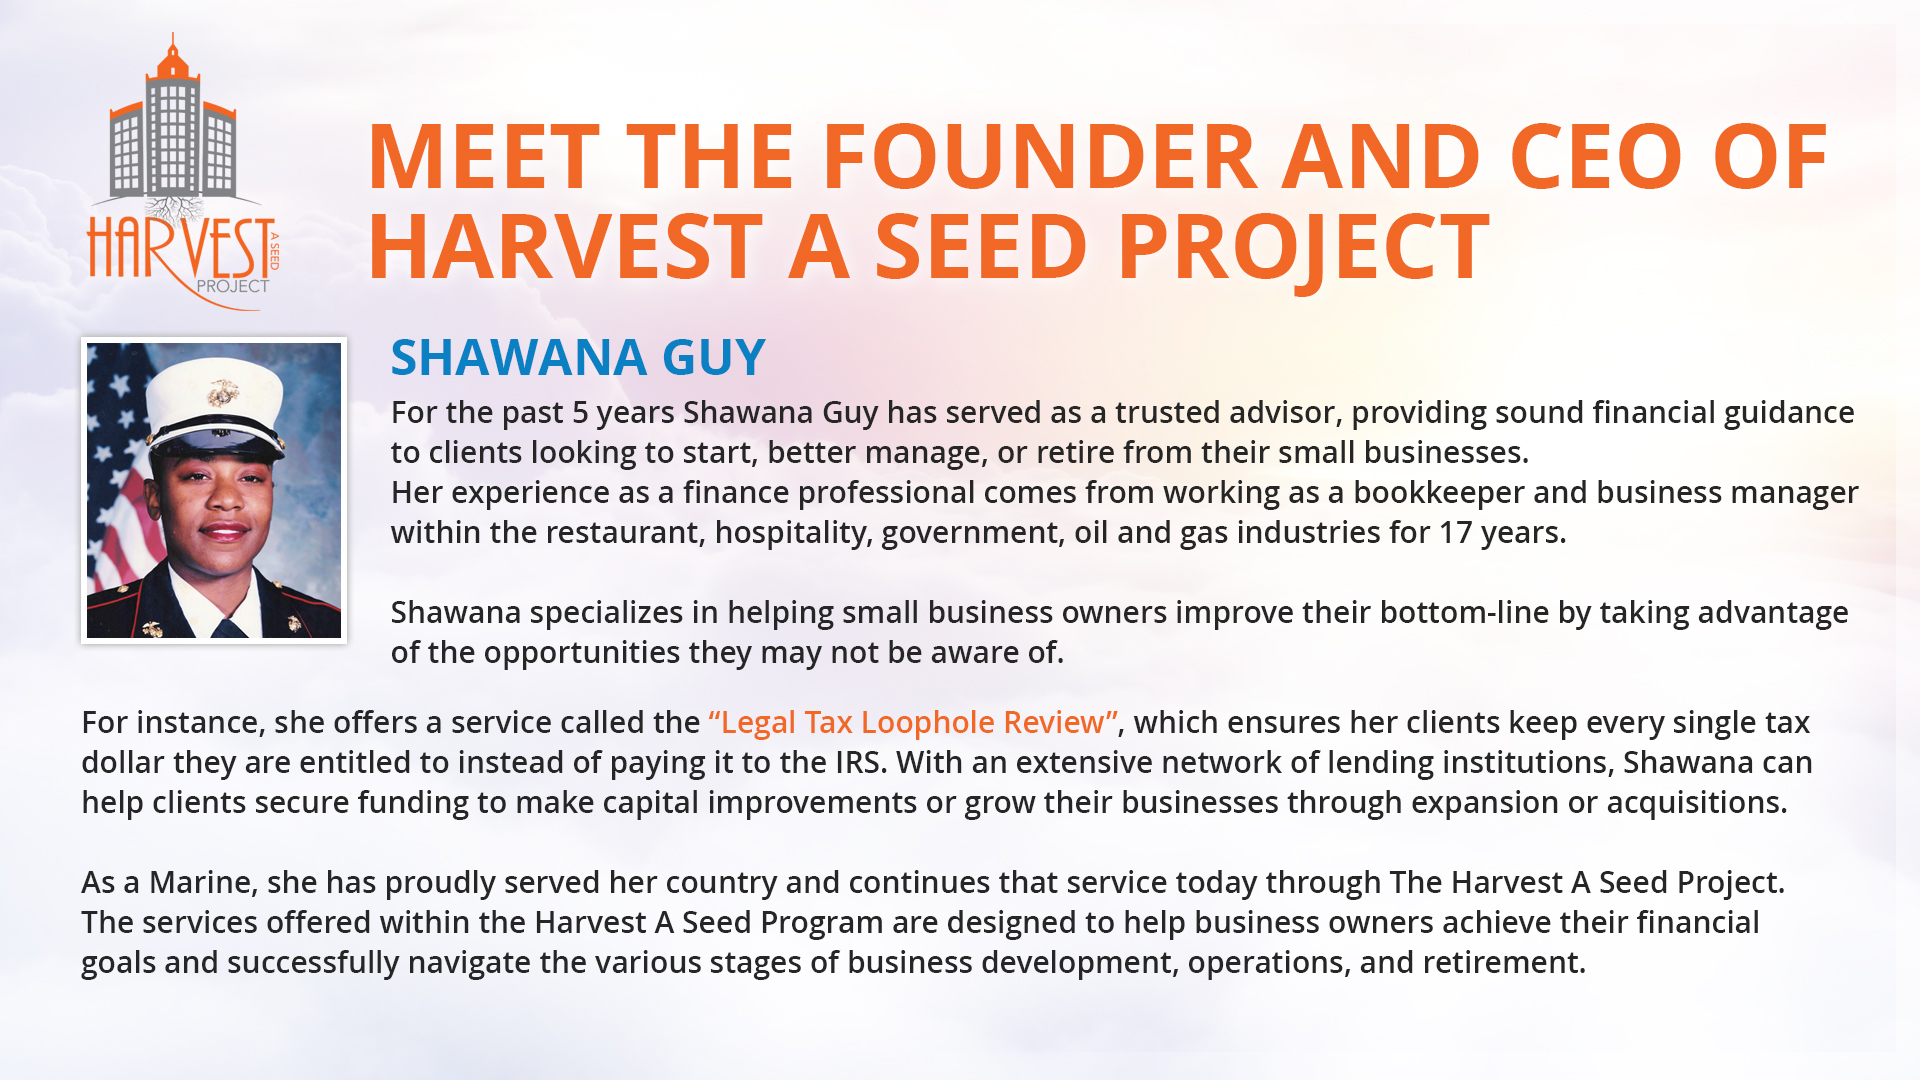 HARVEST
A SEED
PROJECT
MEET THE FOUNDER AND CEO OF
HARVEST A SEED PROJECT
SHAWANA GUY
For the past 5 years Shawana Guy has served as a trusted advisor, providing sound financial guidance
to clients looking to start, better manage, or retire from their small businesses.
Her experience as a finance professional comes from working as a bookkeeper and business manager
within the restaurant, hospitality, government, oil and gas industries for 17 years.
Shawana specializes in helping small business owners improve their bottom-line by taking advantage
of the opportunities they may not be aware of.
For instance, she offers a service called the “Legal Tax Loophole Review”, which ensures her clients keep every single tax
dollar they are entitled to instead of paying it to the IRS. With an extensive network of lending institutions, Shawana can
help clients secure funding to make capital improvements or grow their businesses through expansion or acquisitions.
As a Marine, she has proudly served her country and continues that service today through The Harvest A Seed Project.
The services offered within the Harvest A Seed Program are designed to help business owners achieve their financial
goals and successfully navigate the various stages of business development, operations, and retirement.